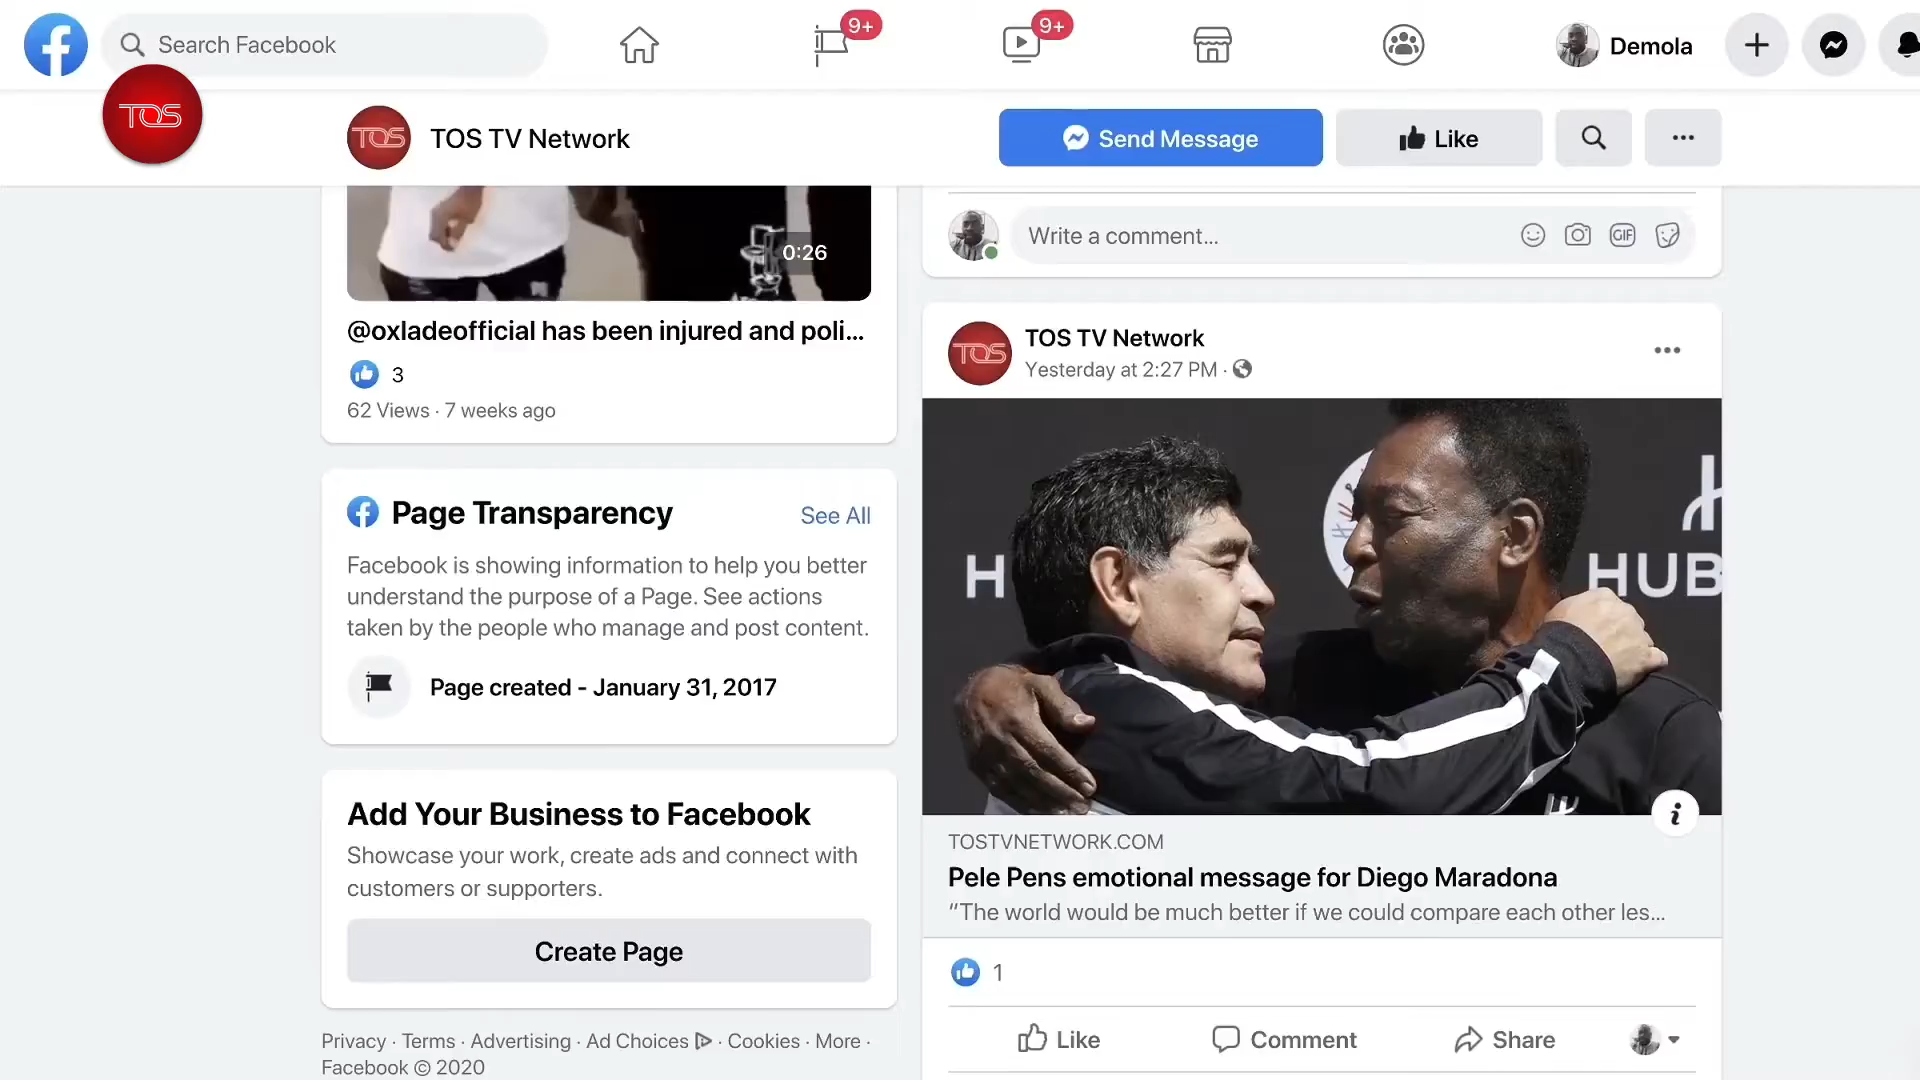 Search Facebook
9+
9+
Demola
TOS
TOS
TOS TV Network
Send Message
Like
0:26
@oxladeofficial has been injured and poli...
3
62 Views · 7 weeks ago
Page Transparency
See All
Facebook is showing information to help you better
understand the purpose of a Page. See actions
taken by the people who manage and post content.
Page created - January 31, 2017
Add Your Business to Facebook
Showcase your work, create ads and connect with
customers or supporters.
Create Page
Privacy · Terms · Advertising · Ad Choices · Cookies · More ·
Facebook © 2020
Write a comment...
GIF
TOS
TOS TV Network
Yesterday at 2:27 PM ·
H
HUB
TOSTVNETWORK.COM
Pele Pens emotional message for Diego Maradona
“The world would be much better if we could compare each other les...
1
Like
Comment
Share